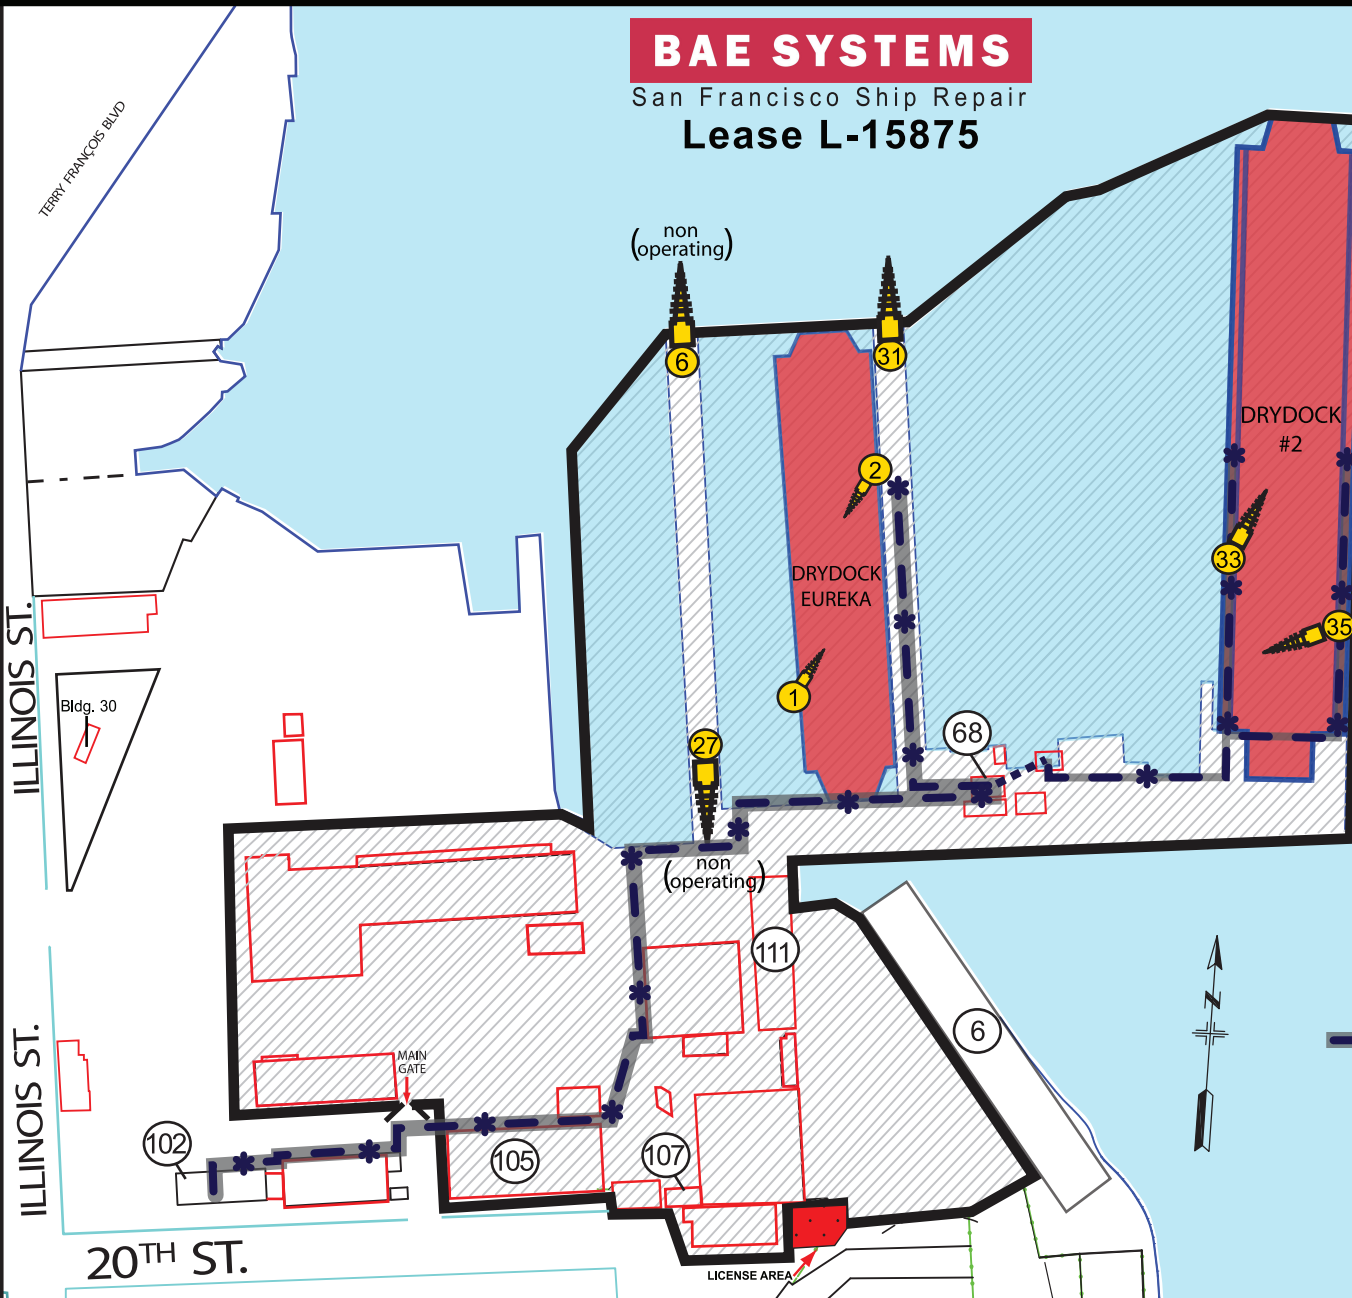 BAE SYSTEMS
San Francisco Ship Repair
Lease L-15875
TERRY FRANÇOIS BLVD
(non
operating)
6
31
DRYDOCK
#2
2
33
DRYDOCK
EUREKA
35
1
ILLINOIS ST.
Bldg. 30
27
68
(non
operating)
111
6
N
ILLINOIS ST.
MAIN
GATE
102
105
107
20TH ST.
LICENSE AREA